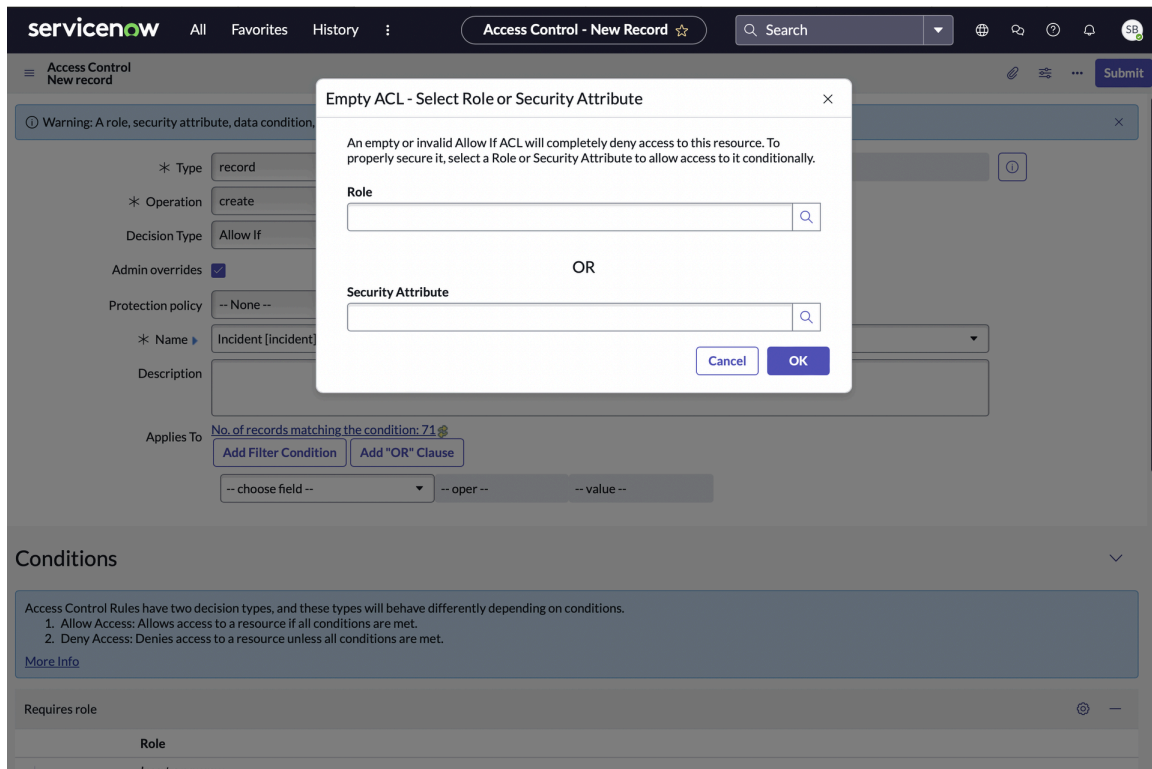 servicenow All Favorites History Access Control - New Record Search SB
Access Control
New record
Submit
Empty ACL - Select Role or Security Attribute
Warning: A role, security attribute, data condition,
An empty or invalid Allow If ACL will completely deny access to this resource. To
properly secure it, select a Role or Security Attribute to allow access to it conditionally.
Role
OR
Security Attribute
Cancel OK
Type record
Operation create
Decision Type Allow If
Admin overrides
Protection policy -- None --
Name Incident [incident]
Description
Applies To No. of records matching the condition: 71
Add Filter Condition Add "OR" Clause
-- choose field -- -- oper -- -- value --
Conditions
Access Control Rules have two decision types, and these types will behave differently depending on conditions.
1. Allow Access: Allows access to a resource if all conditions are met.
2. Deny Access: Denies access to a resource unless all conditions are met.
More Info
Requires role
Role